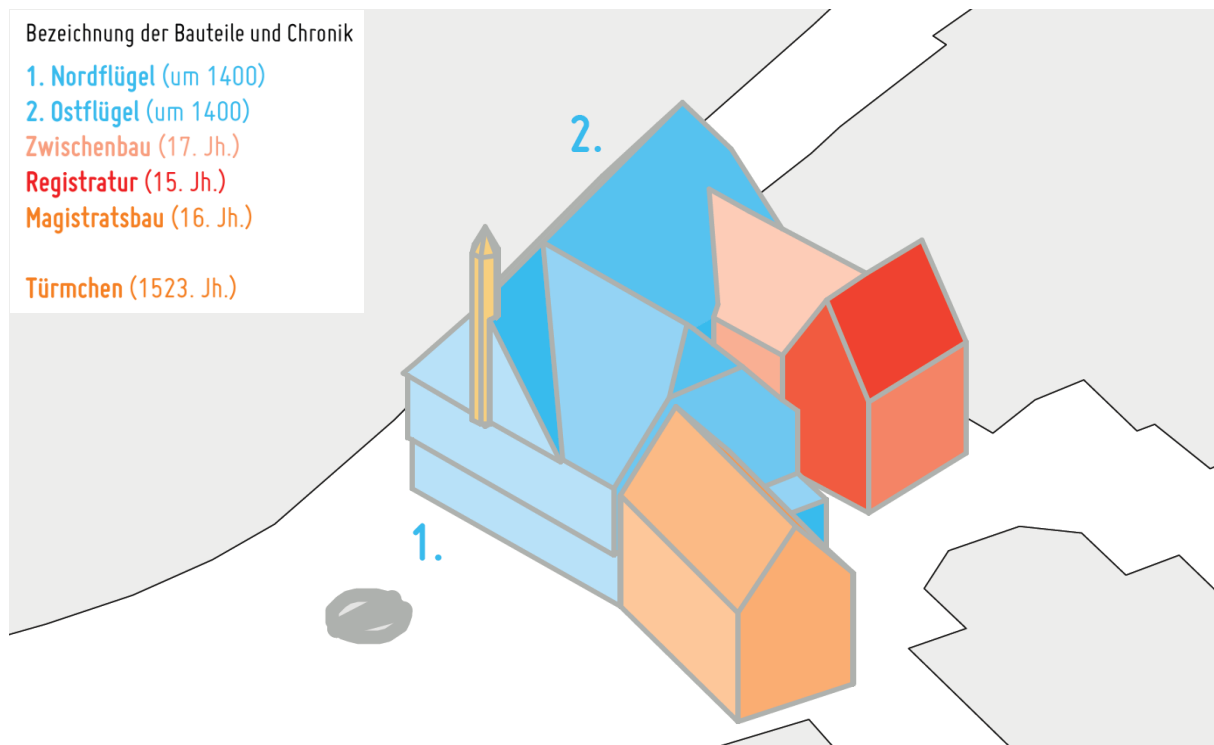 Bezeichnung der Bauteile und Chronik
1. Nordflügel (um 1400)
2. Ostflügel (um 1400)
Zwischenbau (17. Jh.)
Registratur (15. Jh.)
Magistratsbau (16. Jh.)
Türmchen (1523. Jh.)
2.
1.